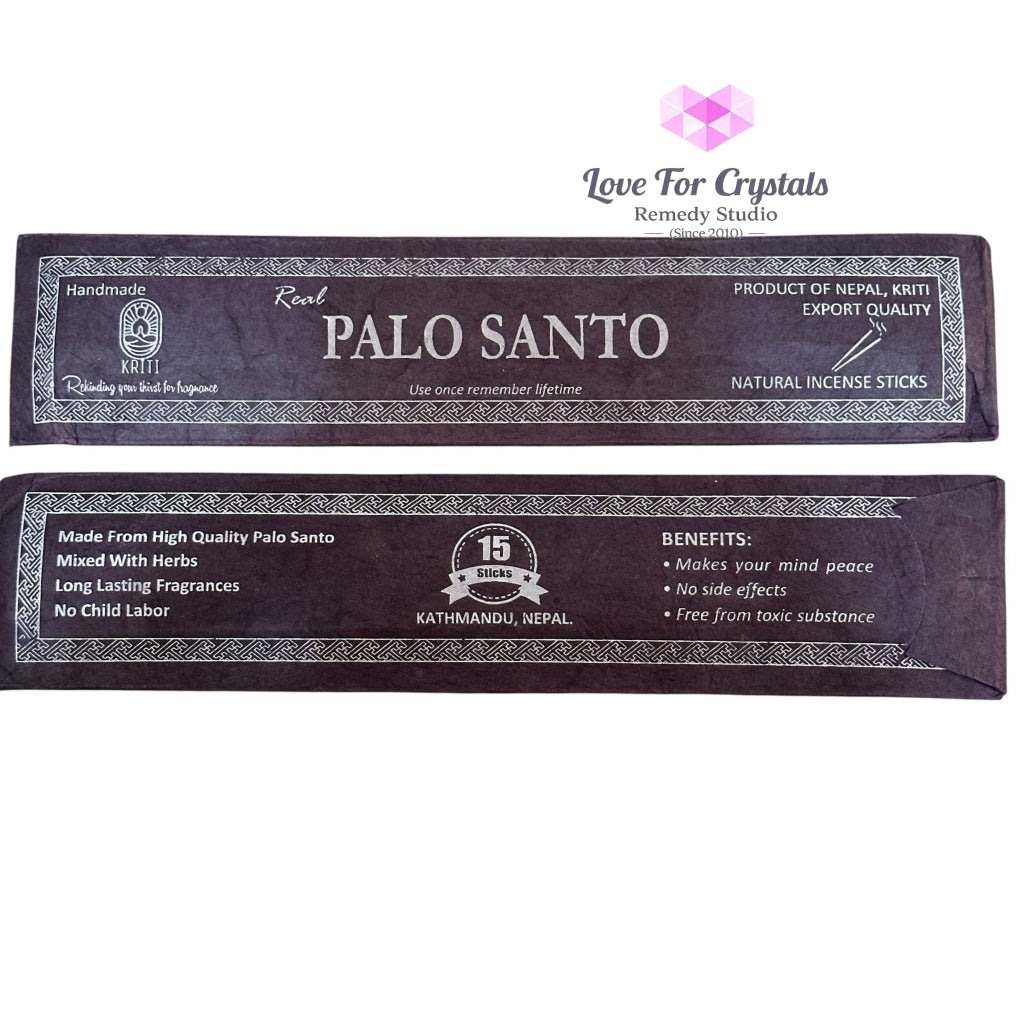 Love For Crystals
Remedy Studio
(Since 2010)
Handmade
KRITI
Rekinding your thirst for fragnance
Real
PALO SANTO
Use once remember lifetime
PRODUCT OF NEPAL, KRITI
EXPORT QUALITY
NATURAL INCENSE STICKS
Made From High Quality Palo Santo
Mixed With Herbs
Long Lasting Fragrances
No Child Labor
15
Sticks
KATHMANDU, NEPAL.
BENEFITS:
• Makes your mind peace
• No side effects
• Free from toxic substance